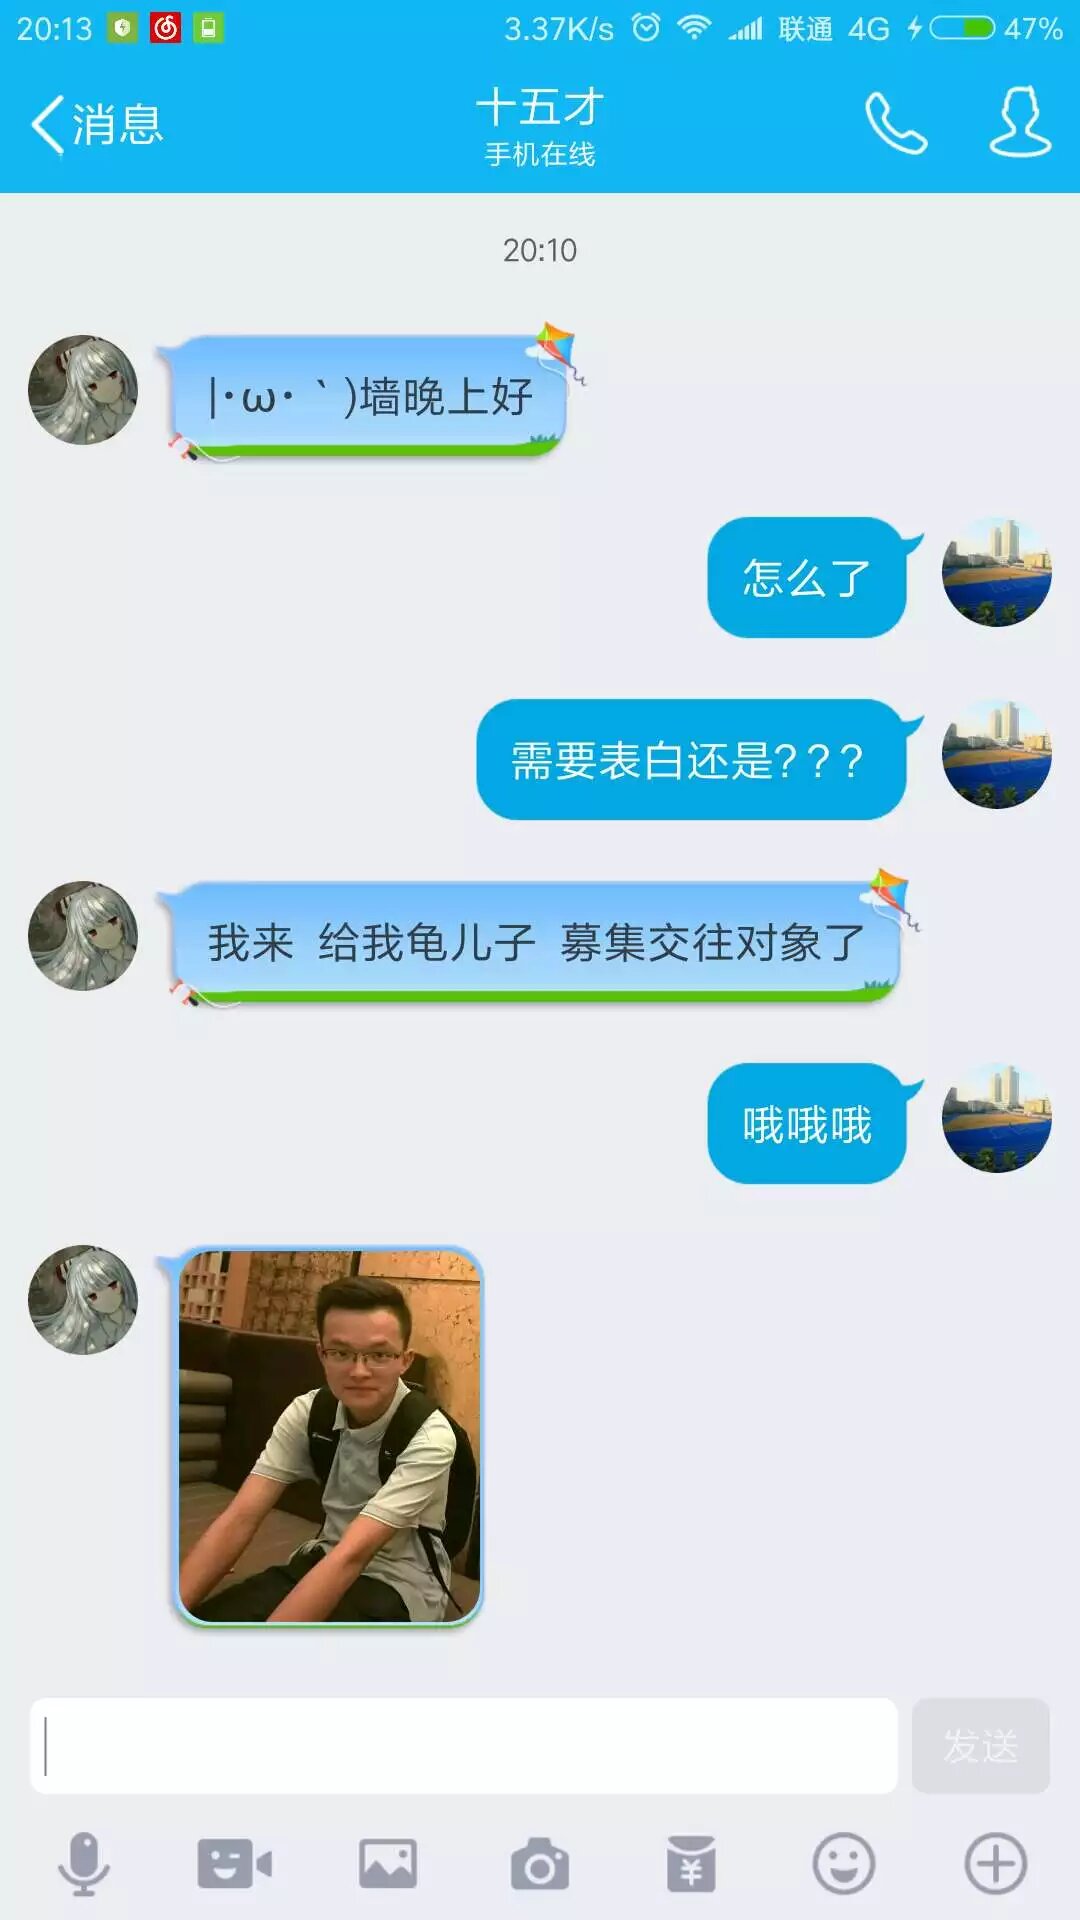 20:13 3.37K/s 联通 4G 47%
消息
十五才
手机在线
20:10
|･ω･｀)墙晚上好
怎么了
需要表白还是???
我来 给我龟儿子 募集交往对象了
哦哦哦
发送